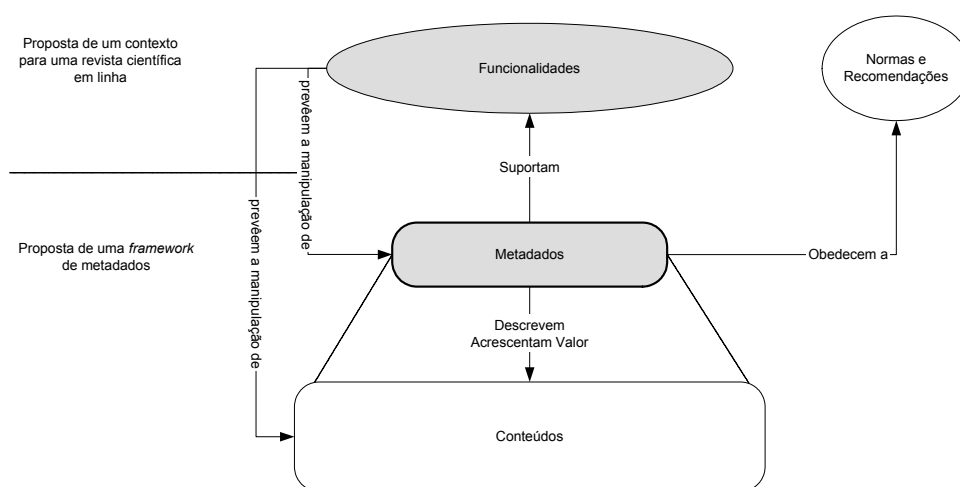 Proposta de um contexto
para uma revista científica
em linha
Funcionalidades
Normas e
Recomendações
prevêem a manipulação de
Suportam
prevêem a manipulação de
Proposta de uma framework
de metadados
Metadados
Obedecem a
Descrevem
Acrescentam Valor
Conteúdos